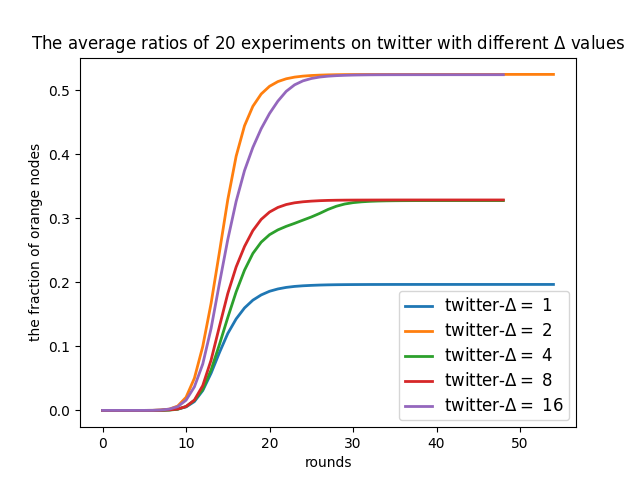 The average ratios of 20 experiments on twitter with different Δ values
the fraction of orange nodes
0.5
0.4
0.3
0.2
0.1
0.0
twitter-Δ = 1
twitter-Δ = 2
twitter-Δ = 4
twitter-Δ = 8
twitter-Δ = 16
0 10 20 30 40 50
rounds